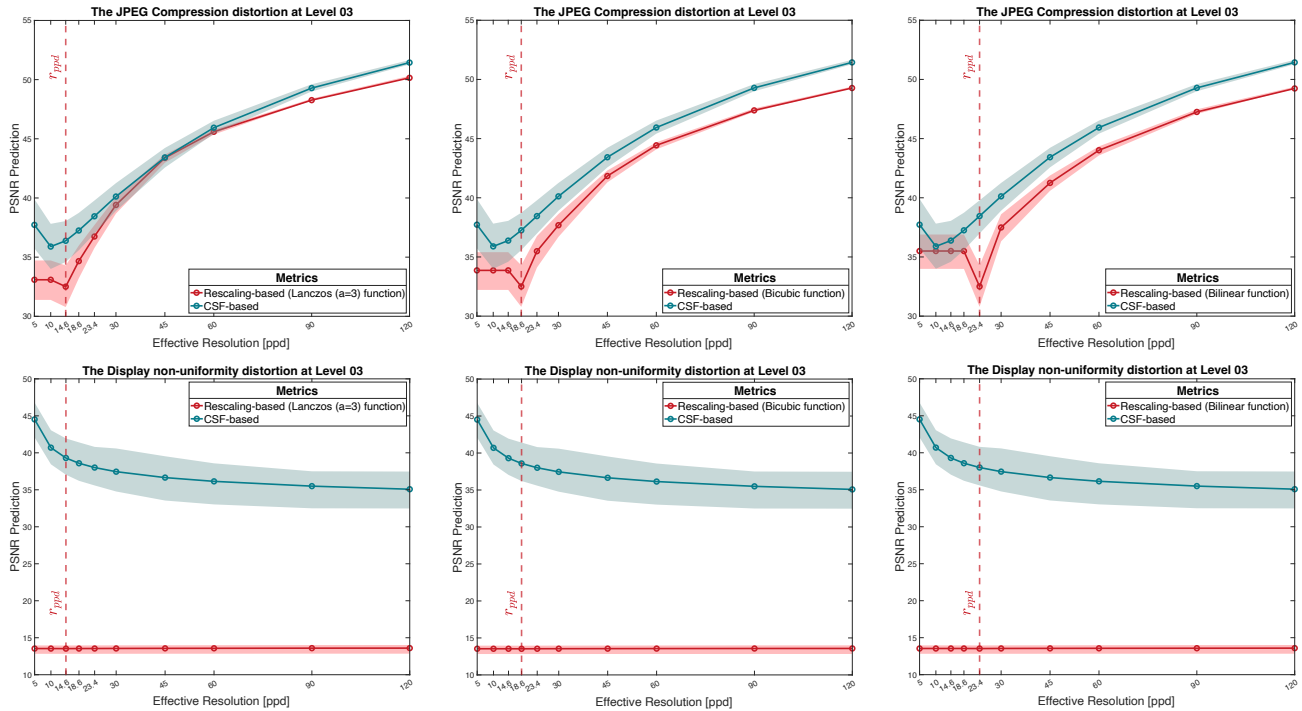 The JPEG Compression distortion at Level 03
55
50
45
40
35
30
PSNR Prediction
r_ppd
Metrics
Rescaling-based (Lanczos (a=3) function)
CSF-based
5 10 14.6 18.6 23.4 30 45 60 90 120
Effective Resolution [ppd]
The JPEG Compression distortion at Level 03
55
50
45
40
35
30
PSNR Prediction
r_ppd
Metrics
Rescaling-based (Bicubic function)
CSF-based
5 10 14.6 18.6 23.4 30 45 60 90 120
Effective Resolution [ppd]
The JPEG Compression distortion at Level 03
55
50
45
40
35
30
PSNR Prediction
r_ppd
Metrics
Rescaling-based (Bilinear function)
CSF-based
5 10 14.6 18.6 23.4 30 45 60 90 120
Effective Resolution [ppd]
The Display non-uniformity distortion at Level 03
50
45
40
35
30
25
20
15
10
PSNR Prediction
Metrics
Rescaling-based (Lanczos (a=3) function)
CSF-based
r_ppd
5 10 14.6 18.6 23.4 30 45 60 90 120
Effective Resolution [ppd]
The Display non-uniformity distortion at Level 03
50
45
40
35
30
25
20
15
10
PSNR Prediction
Metrics
Rescaling-based (Bicubic function)
CSF-based
r_ppd
5 10 14.6 18.6 23.4 30 45 60 90 120
Effective Resolution [ppd]
The Display non-uniformity distortion at Level 03
50
45
40
35
30
25
20
15
10
PSNR Prediction
Metrics
Rescaling-based (Bilinear function)
CSF-based
r_ppd
5 10 14.6 18.6 23.4 30 45 60 90 120
Effective Resolution [ppd]